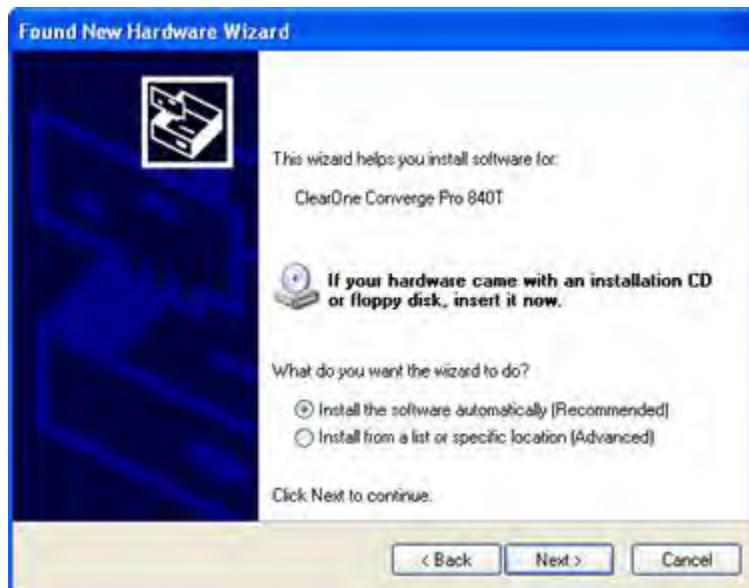 Found New Hardware Wizard
This wizard helps you install software for:
ClearOne Converge Pro 840T
If your hardware came with an installation CD
or floppy disk, insert it now.
What do you want the wizard to do?
Install the software automatically (Recommended)
Install from a list or specific location (Advanced)
Click Next to continue.
< Back Next > Cancel